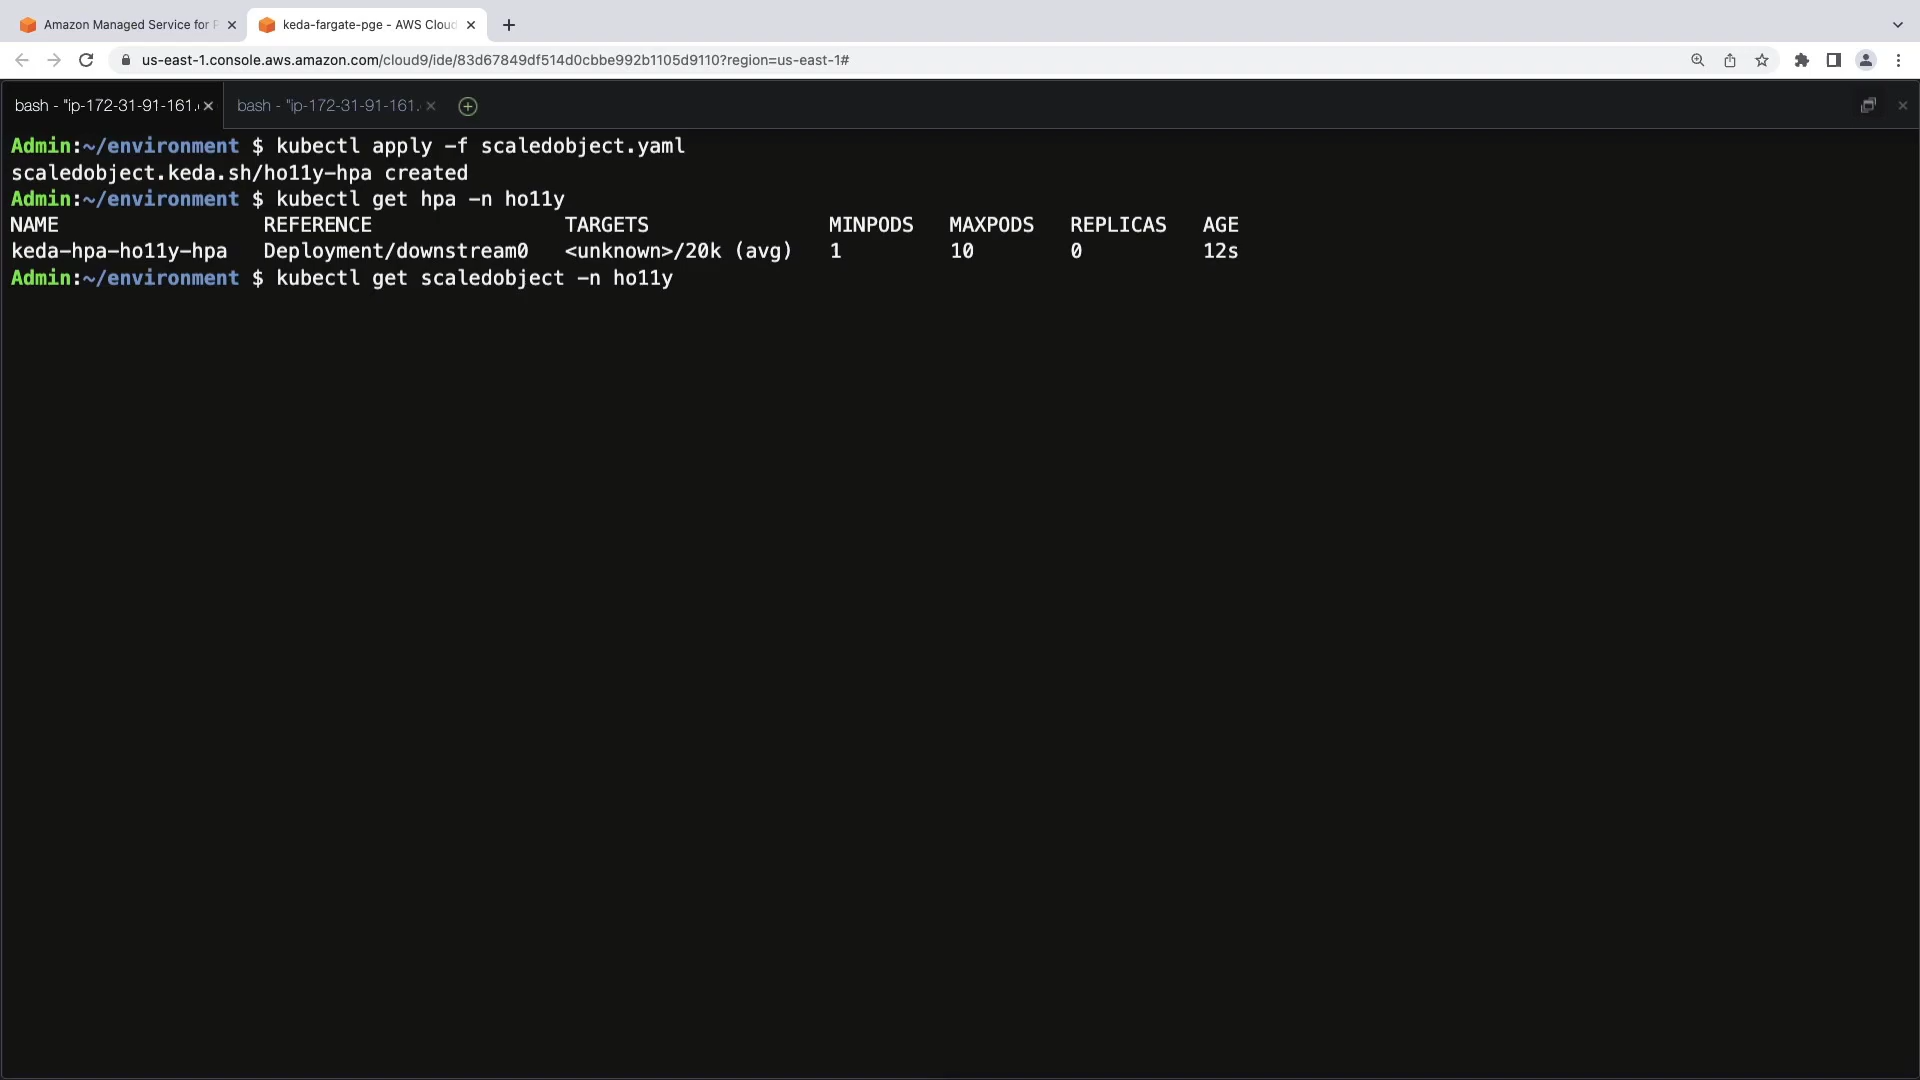 Amazon Managed Service for P
keda-fargate-pge - AWS Cloud
us-east-1.console.aws.amazon.com/cloud9/ide/83d67849df514d0cbbe992b1105d9110?region=us-east-1#
bash - "ip-172-31-91-161.
bash - "ip-172-31-91-161.
Admin:~/environment $ kubectl apply -f scaledobject.yaml
scaledobject.keda.sh/ho11y-hpa created
Admin:~/environment $ kubectl get hpa -n ho11y
NAME REFERENCE TARGETS MINPODS MAXPODS REPLICAS AGE
keda-hpa-ho11y-hpa Deployment/downstream0 <unknown>/20k (avg) 1 10 0 12s
Admin:~/environment $ kubectl get scaledobject -n ho11y